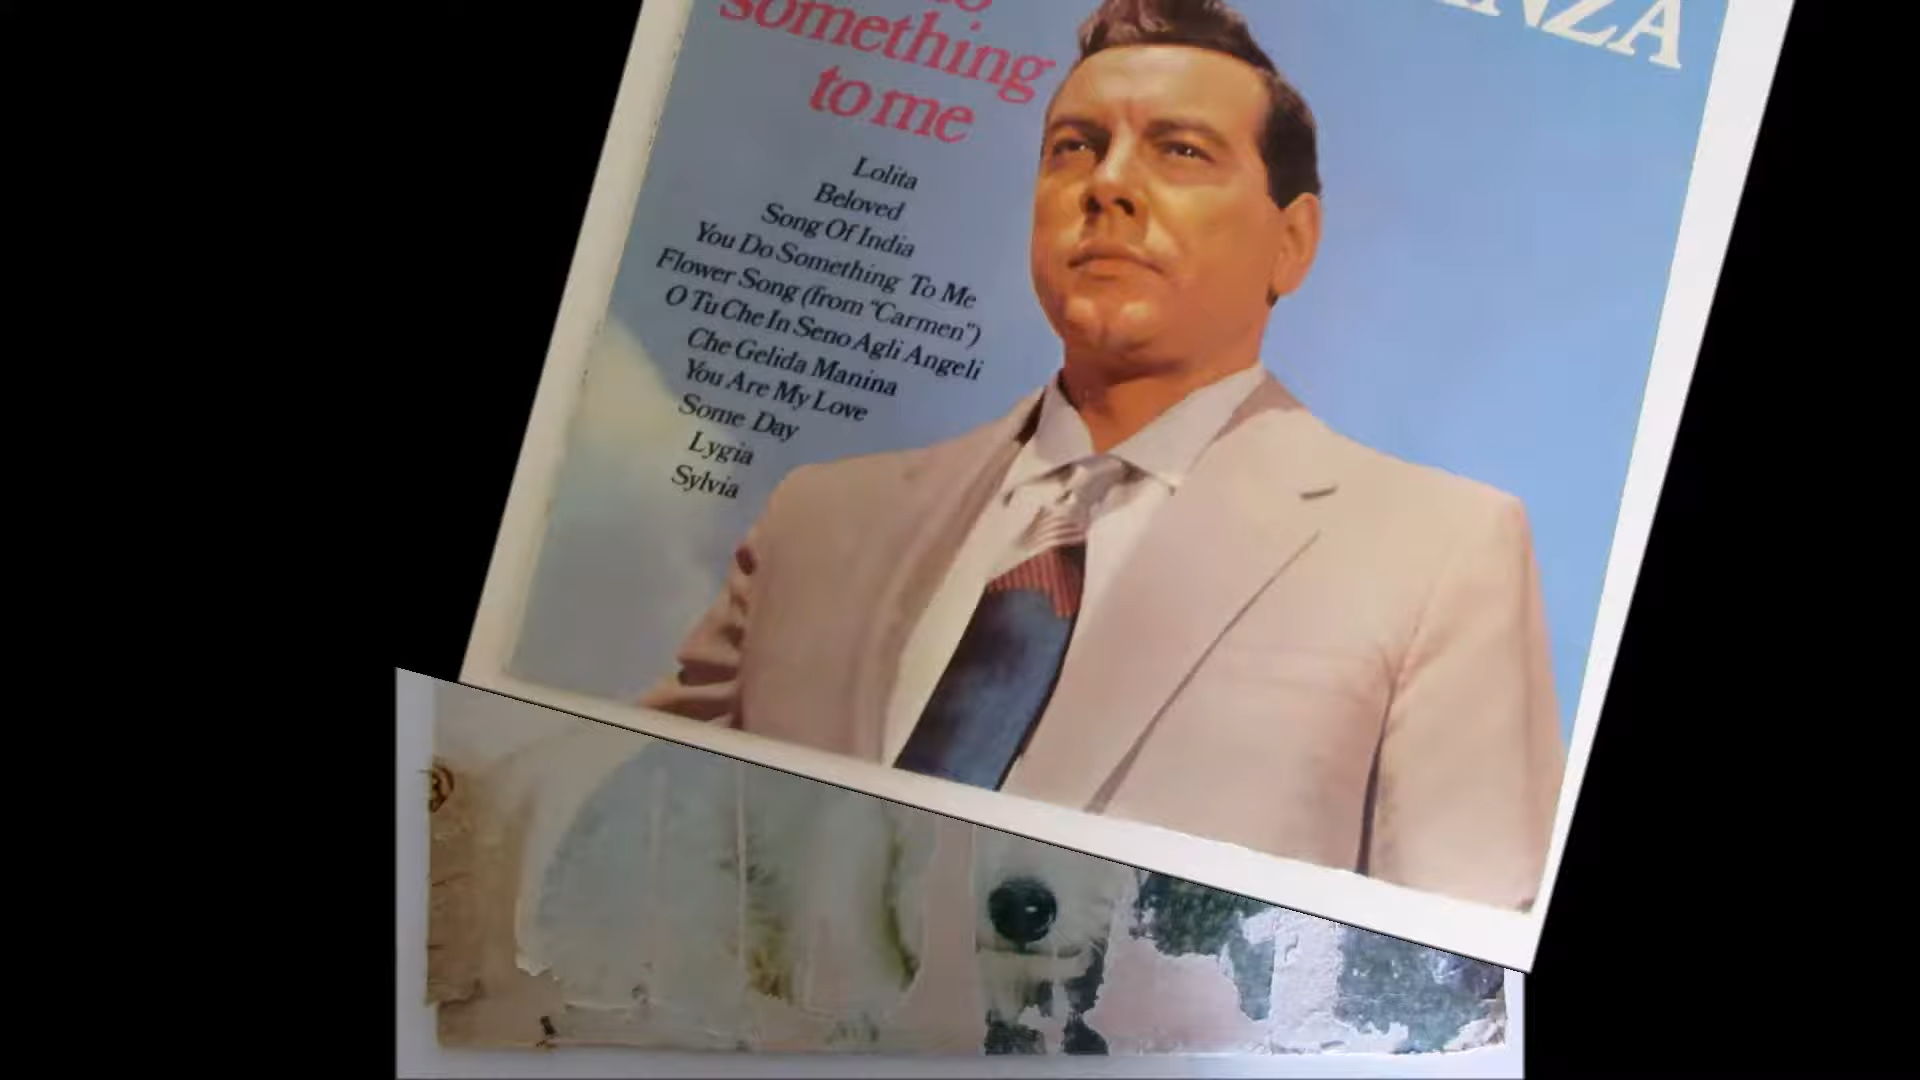 something
to me
NZA
Lolita
Beloved
Song Of India
You Do Something To Me
Flower Song (from "Carmen")
O Tu Che In Seno Agli Angeli
Che Gelida Manina
You Are My Love
Some Day
Lygia
Sylvia